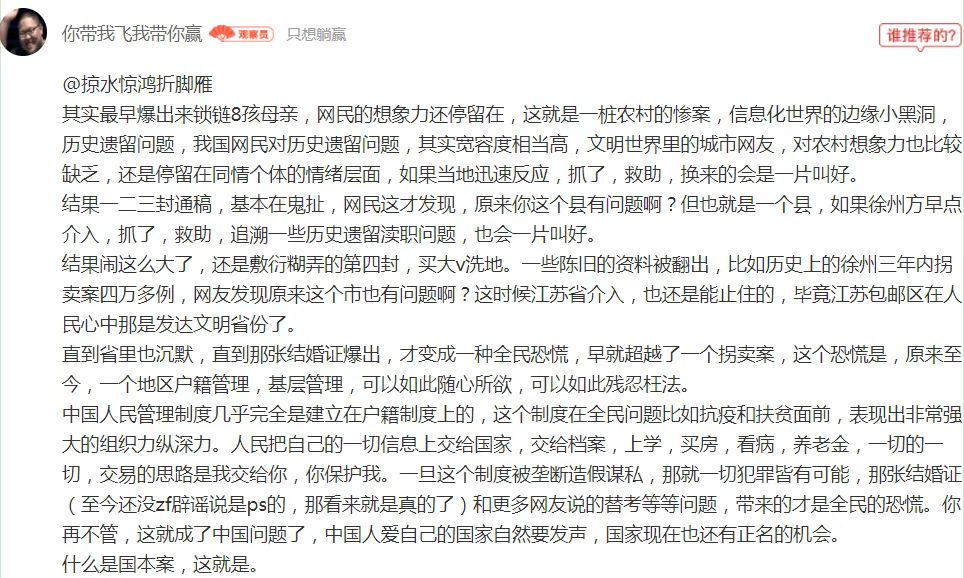 你带我飞我带你赢 观察员 只想躺赢
谁推荐的?
@掠水惊鸿折脚雁
其实最早爆出来锁链8孩母亲，网民的想象力还停留在，这就是一桩农村的惨案，信息化世界的边缘小黑洞，
历史遗留问题，我国网民对历史遗留问题，其实宽容度相当高，文明世界里的城市网友，对农村想象力也比较
缺乏，还是停留在同情个体的情绪层面，如果当地迅速反应，抓了，救助，换来的会是一片叫好。
结果一二三封通稿，基本在鬼扯，网民这才发现，原来你这个县有问题啊？但也就是一个县，如果徐州方早点
介入，抓了，救助，追溯一些历史遗留渎职问题，也会一片叫好。
结果闹这么大了，还是敷衍糊弄的第四封，买大v洗地。一些陈旧的资料被翻出，比如历史上的徐州三年内拐
卖案四万多例，网友发现原来这个市也有问题啊？这时候江苏省介入，也还是能止住的，毕竟江苏包邮区在人
民心中那是发达文明省份了。
直到省里也沉默，直到那张结婚证爆出，才变成一种全民恐慌，早就超越了一个拐卖案，这个恐慌是，原来至
今，一个地区户籍管理，基层管理，可以如此随心所欲，可以如此残忍枉法。
中国人民管理制度几乎完全是建立在户籍制度上的，这个制度在全民问题比如抗疫和扶贫面前，表现出非常强
大的组织力纵深力。人民把自己的一切信息上交给国家，交给档案，上学，买房，看病，养老金，一切的一
切，交易的思路是我交给你，你保护我。一旦这个制度被垄断造假谋私，那就一切犯罪皆有可能，那张结婚证
（至今还没zf辟谣说是ps的，那看来就是真的了）和更多网友说的替考等等问题，带来的才是全民的恐慌。你
再不管，这就成了中国问题了，中国人爱自己的国家自然要发声，国家现在也还有正名的机会。
什么是国本案，这就是。